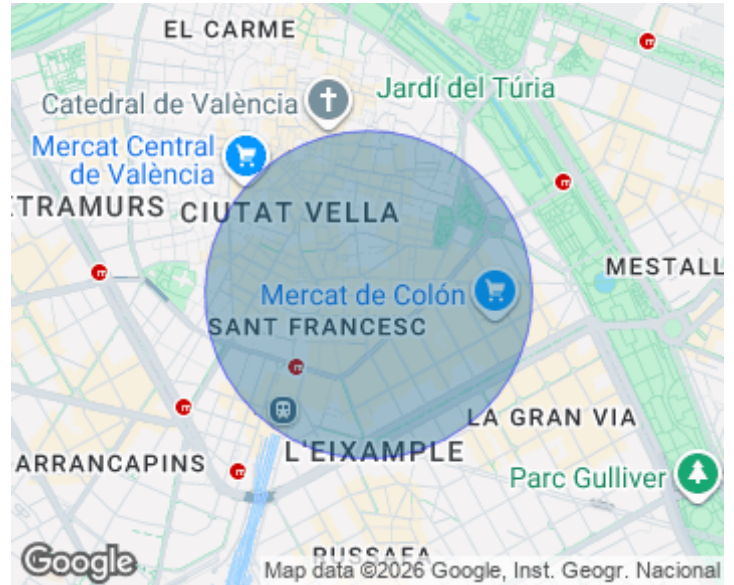 EL CARME
Catedral de València
Jardí del Túria
Mercat Central
de València
TRAMURS
CIUTAT VELLA
MESTALL
Mercat de Colón
SANT FRANCESC
LA GRAN VIA
L'EIXAMPLE
ARRANCAPINS
Parc Gulliver
RUSSAFA
Google
Map data ©2026 Google, Inst. Geogr. Nacional